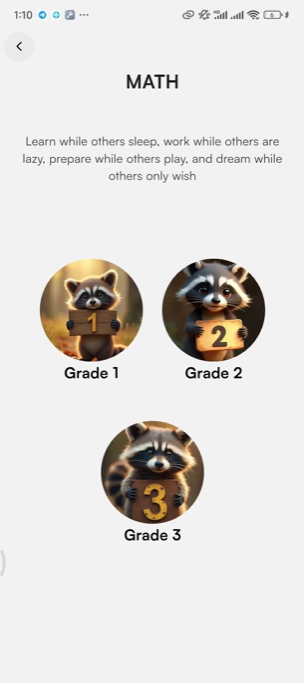 1:10
MATH
Learn while others sleep, work while others are
lazy, prepare while others play, and dream while
others only wish
1
2
Grade 1
Grade 2
3
Grade 3